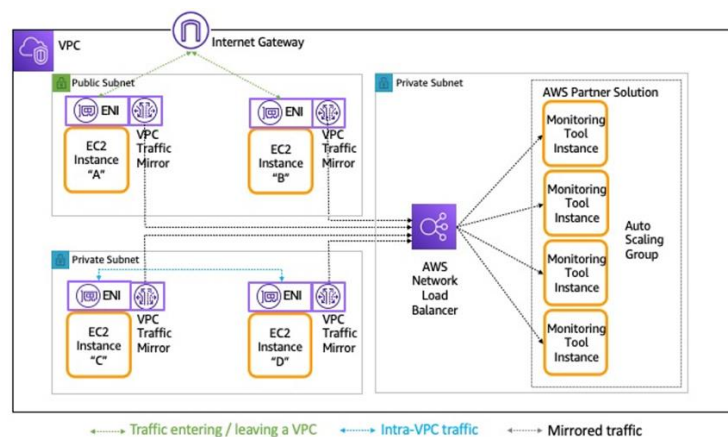 VPC
Internet Gateway
Public Subnet
ENI
EC2
Instance
"A"
VPC
Traffic
Mirror
ENI
EC2
Instance
"B"
VPC
Traffic
Mirror
Private Subnet
ENI
EC2
Instance
"C"
VPC
Traffic
Mirror
ENI
EC2
Instance
"D"
VPC
Traffic
Mirror
Private Subnet
AWS
Network
Load
Balancer
AWS Partner Solution
Monitoring
Tool
Instance
Monitoring
Tool
Instance
Monitoring
Tool
Instance
Monitoring
Tool
Instance
Auto
Scaling
Group
Traffic entering / leaving a VPC
Intra-VPC traffic
Mirrored traffic